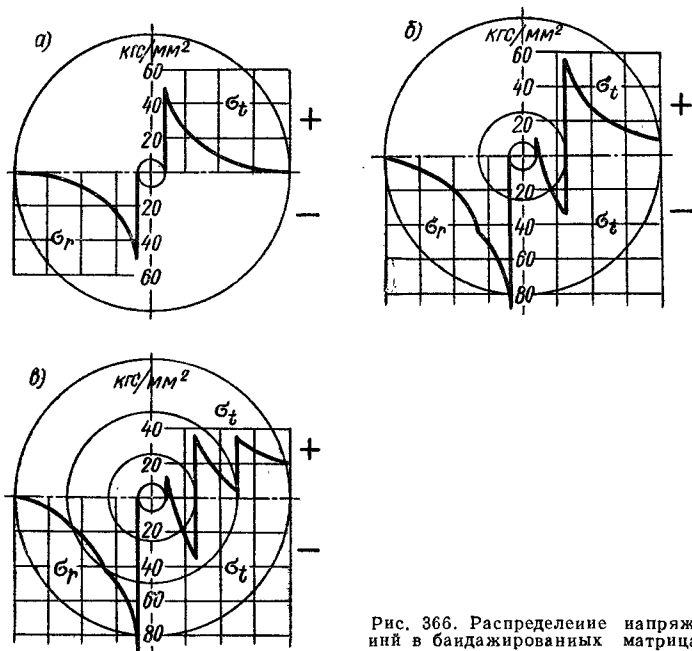 а)
кгс/мм²
60
40
20
σt
+
20
40
60
σr
−
б)
кгс/мм²
60
40
20
σt
+
20
40
60
80
σr
σt
−
в)
кгс/мм²
40
20
σt
+
20
40
60
80
σr
σt
−
Рис. 366. Распределение напряж
ний в бандажированных матрица